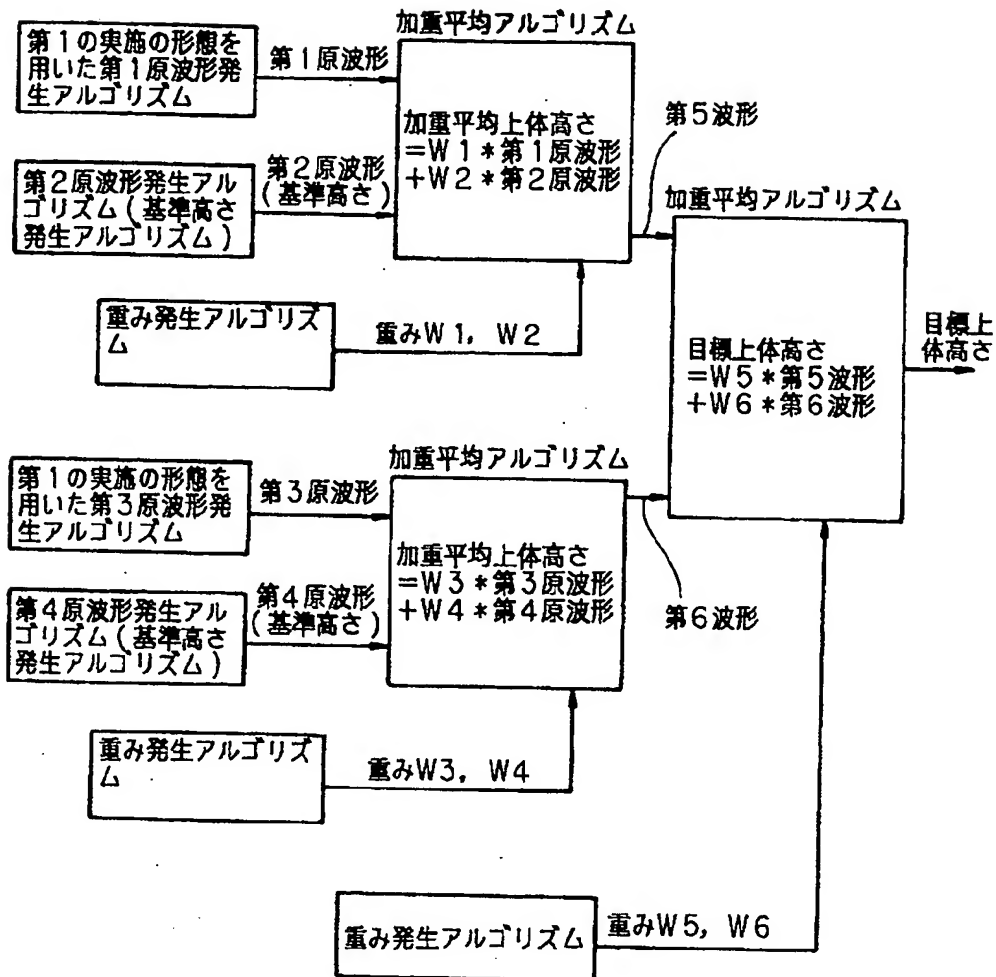 加重平均アルゴリズム
第1の実施の形態を
用いた第1原波形発
生アルゴリズム
第1原波形
加重平均上体高さ
=W1*第1原波形
+W2*第2原波形
第2原波形発生アル
ゴリズム(基準高さ
発生アルゴリズム)
第2原波形
(基準高さ)
重み発生アルゴリズ
ム
重みW1, W2
第5波形
加重平均アルゴリズム
目標上体高さ
=W5*第5波形
+W6*第6波形
目標上
体高さ
加重平均アルゴリズム
第1の実施の形態を
用いた第3原波形発
生アルゴリズム
第3原波形
加重平均上体高さ
=W3*第3原波形
+W4*第4原波形
第4原波形発生アル
ゴリズム(基準高さ
発生アルゴリズム)
第4原波形
(基準高さ)
第6波形
重み発生アルゴリズ
ム
重みW3, W4
重み発生アルゴリズム
重みW5, W6